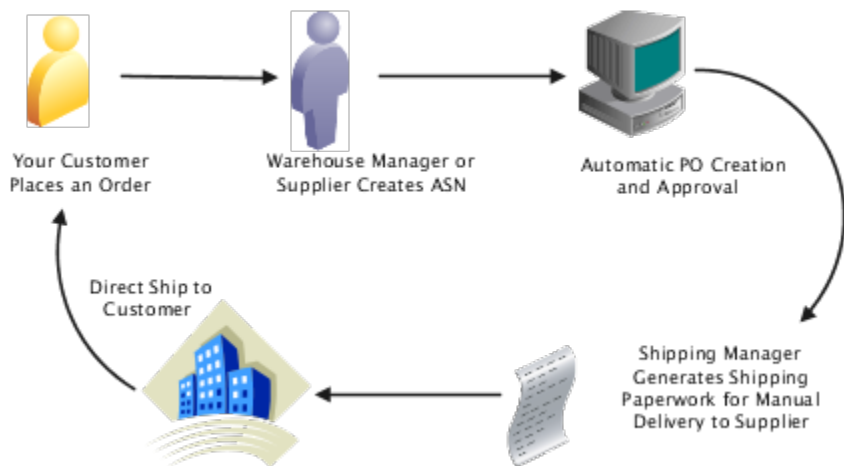 Your Customer
Places an Order
Warehouse Manager or
Supplier Creates ASN
Automatic PO Creation
and Approval
Shipping Manager
Generates Shipping
Paperwork for Manual
Delivery to Supplier
Direct Ship to
Customer